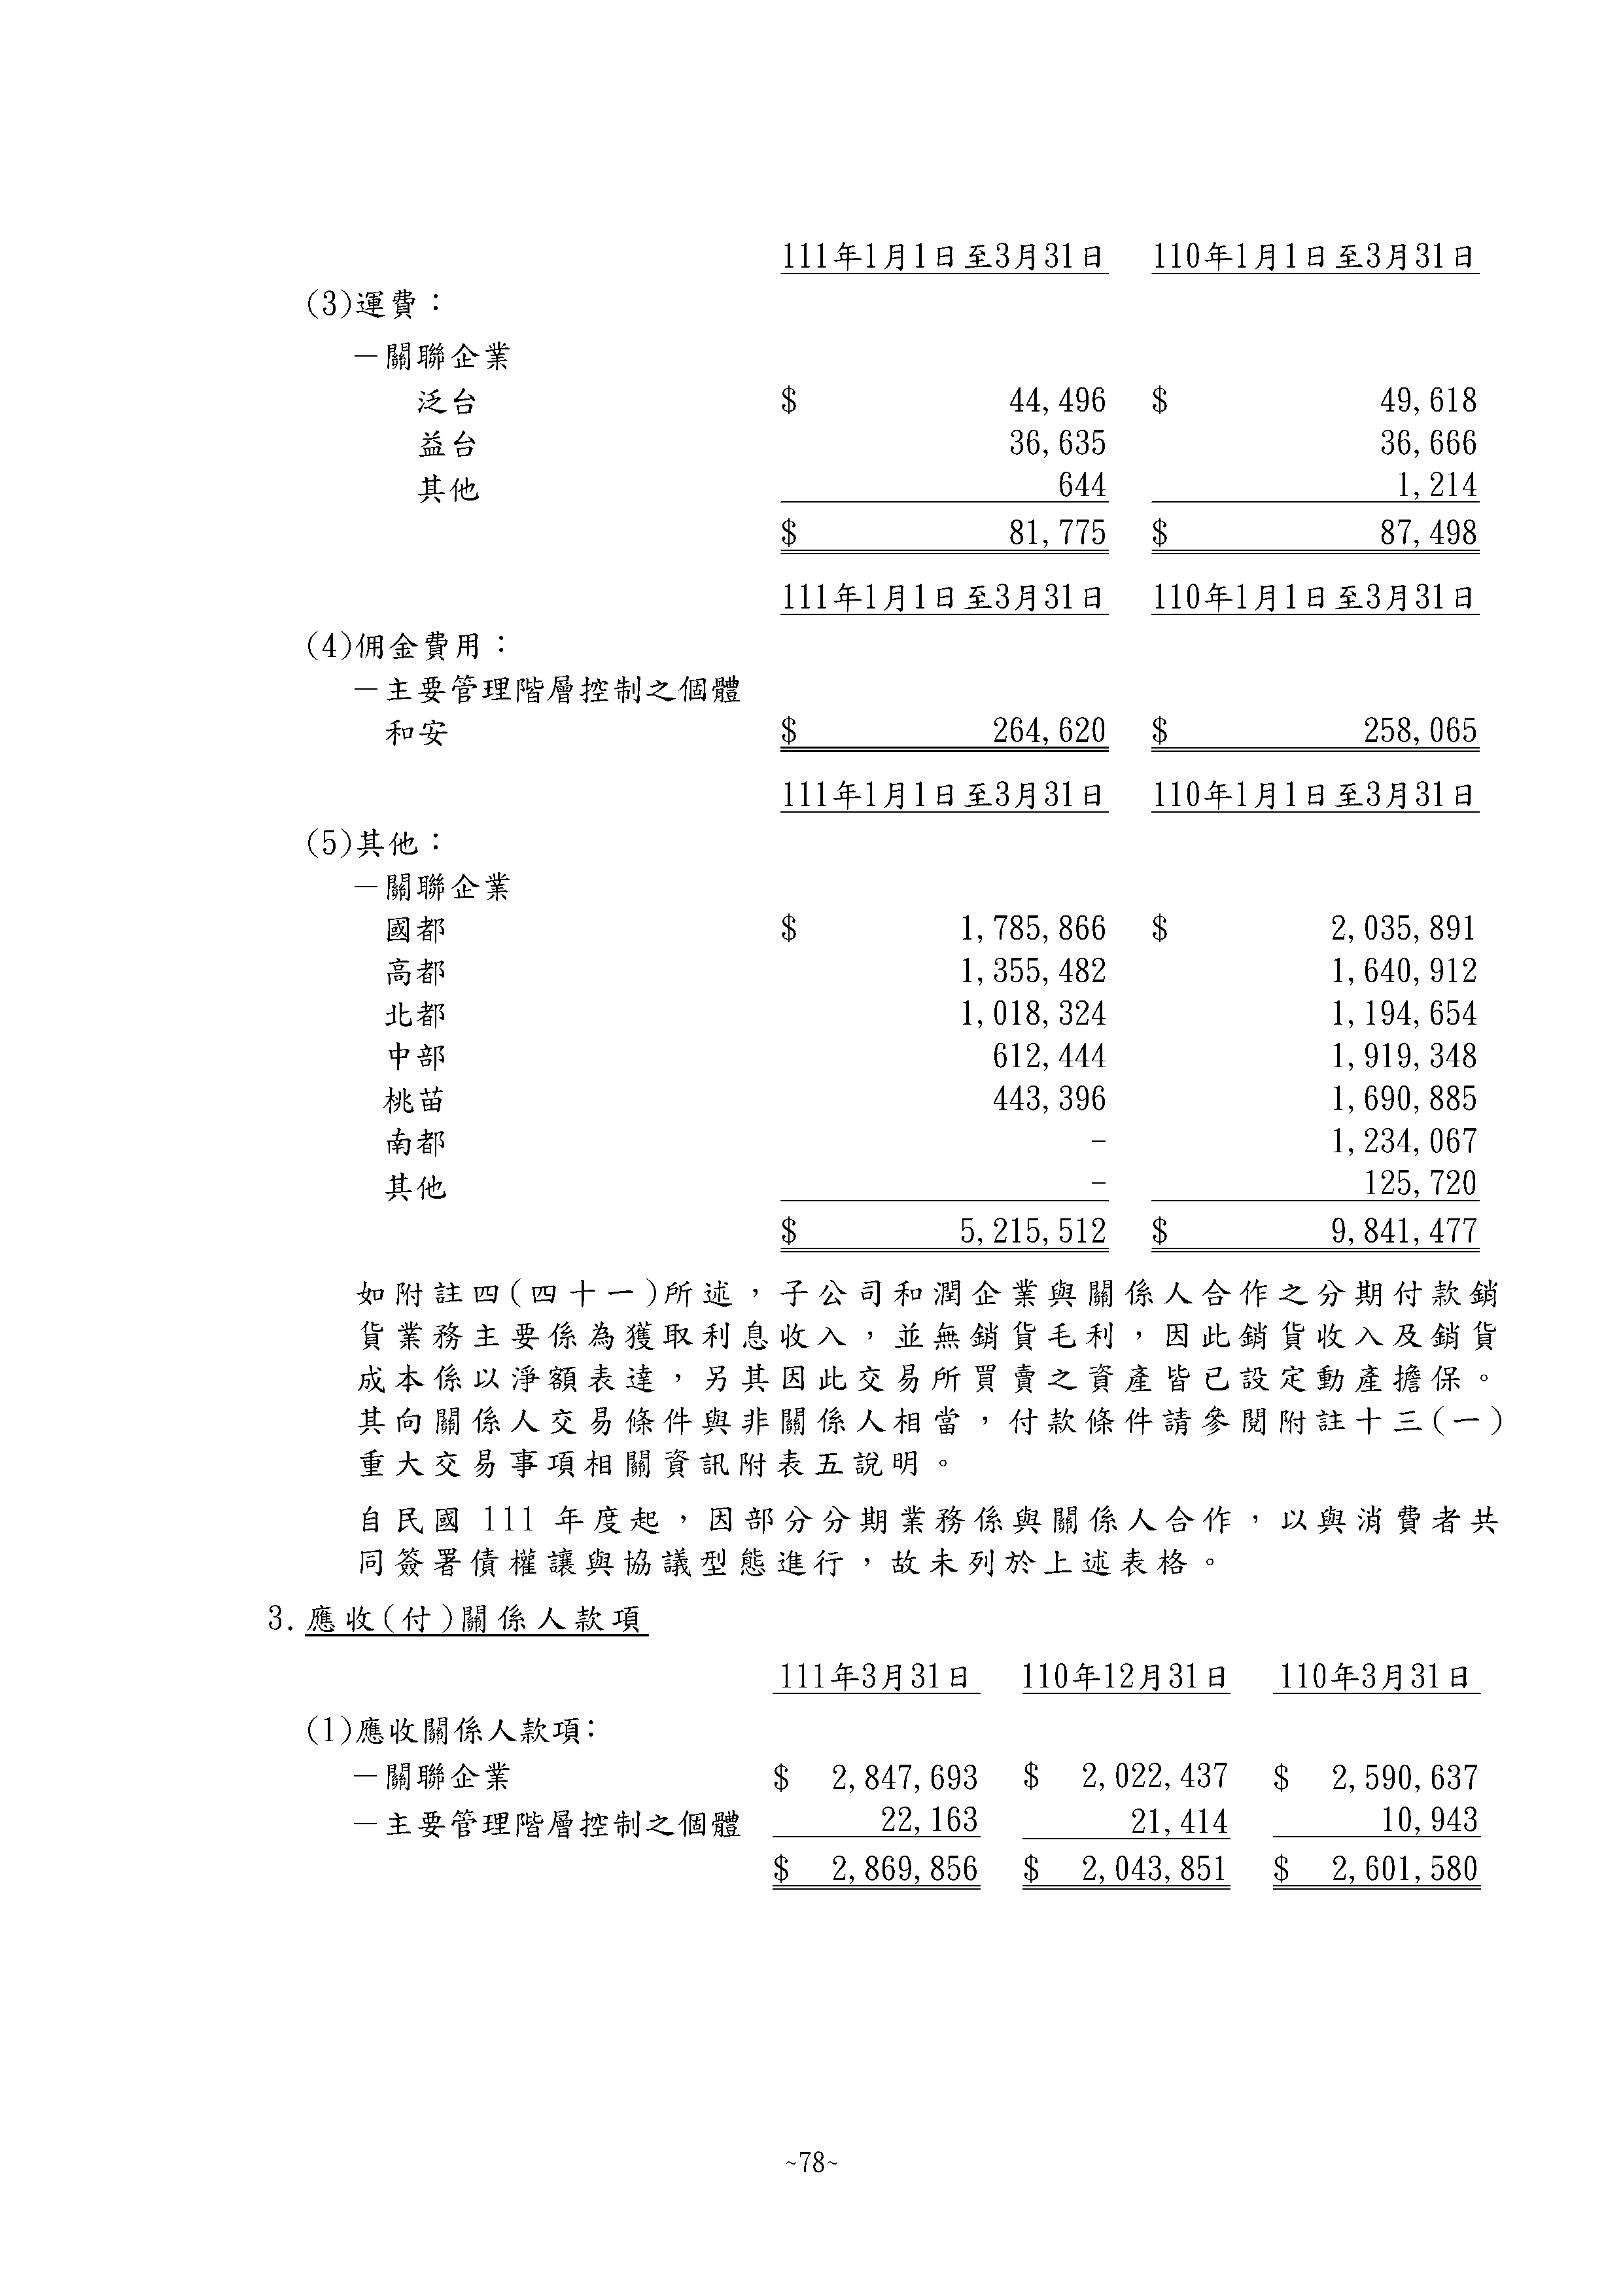 111年1月1日至3月31日 110年1月1日至3月31日
(3)運費：
－關聯企業
泛台 $ 44,496 $ 49,618
益台 36,635 36,666
其他 644 1,214
$ 81,775 $ 87,498
111年1月1日至3月31日 110年1月1日至3月31日
(4)佣金費用：
－主要管理階層控制之個體
和安 $ 264,620 $ 258,065
111年1月1日至3月31日 110年1月1日至3月31日
(5)其他：
－關聯企業
國都 $ 1,785,866 $ 2,035,891
高都 1,355,482 1,640,912
北都 1,018,324 1,194,654
中部 612,444 1,919,348
桃苗 443,396 1,690,885
南都 - 1,234,067
其他 - 125,720
$ 5,215,512 $ 9,841,477
如附註四(四十一)所述，子公司和潤企業與關係人合作之分期付款銷
貨業務主要係為獲取利息收入，並無銷貨毛利，因此銷貨收入及銷貨
成本係以淨額表達，另其因此交易所買賣之資產皆已設定動產擔保。
其向關係人交易條件與非關係人相當，付款條件請參閱附註十三(一)
重大交易事項相關資訊附表五說明。
自民國 111 年度起，因部分分期業務係與關係人合作，以與消費者共
同簽署債權讓與協議型態進行，故未列於上述表格。
3.應收(付)關係人款項
111年3月31日 110年12月31日 110年3月31日
(1)應收關係人款項:
－關聯企業 $ 2,847,693 $ 2,022,437 $ 2,590,637
－主要管理階層控制之個體 22,163 21,414 10,943
$ 2,869,856 $ 2,043,851 $ 2,601,580
~78~